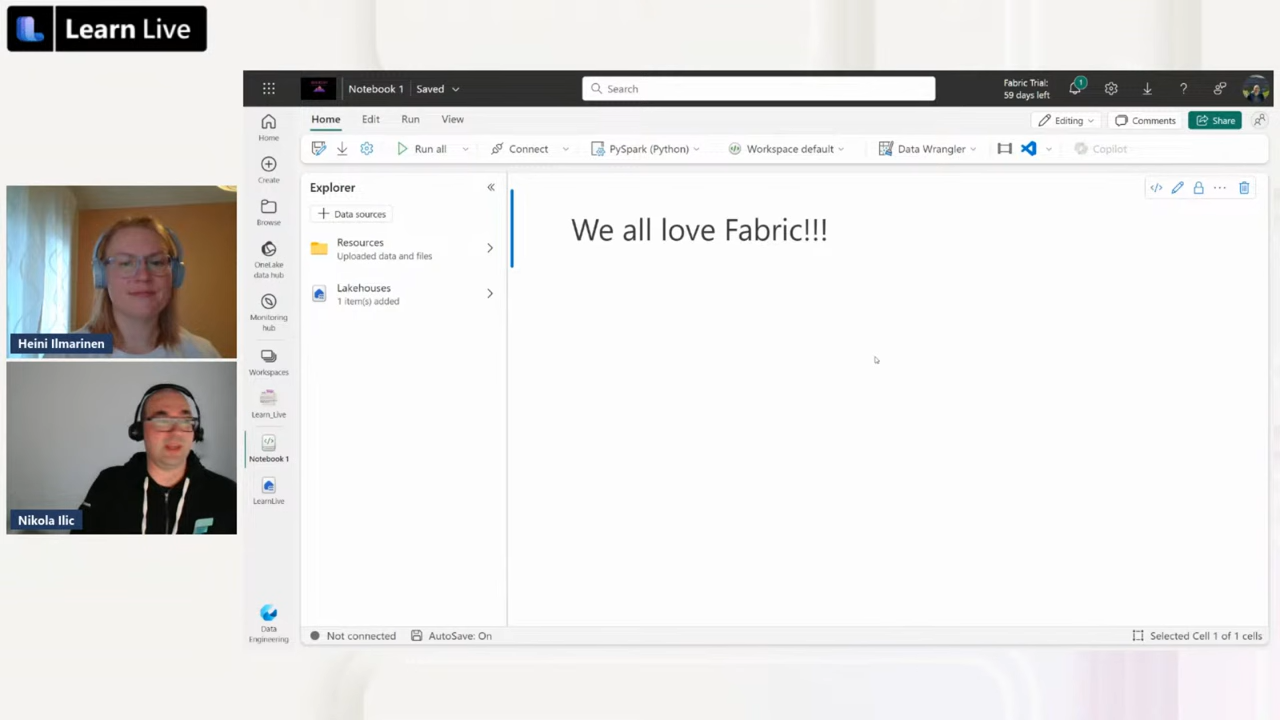 Learn Live
Notebook 1 | Saved
Search
Fabric Trial:
59 days left
1
?
Home
Edit
Run
View
Editing
Comments
Share
Run all
Connect
PySpark (Python)
Workspace default
Data Wrangler
Copilot
Home
Create
Browse
OneLake
data hub
Monitoring
hub
Workspaces
Learn_Live
Notebook 1
LearnLive
Data
Engineering
Explorer
Data sources
Resources
Uploaded data and files
Lakehouses
1 item(s) added
We all love Fabric!!!
Heini Ilmarinen
Nikola Ilic
Not connected
AutoSave: On
Selected Cell 1 of 1 cells